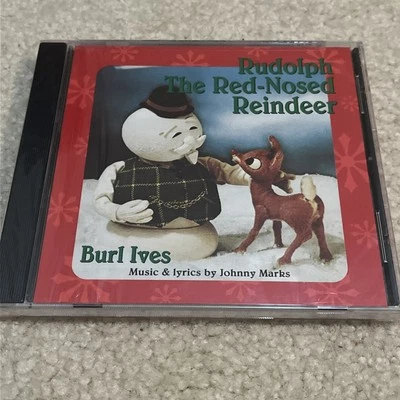 Rudolph
The Red-Nosed
Reindeer
Burl Ives
Music & lyrics by Johnny Marks